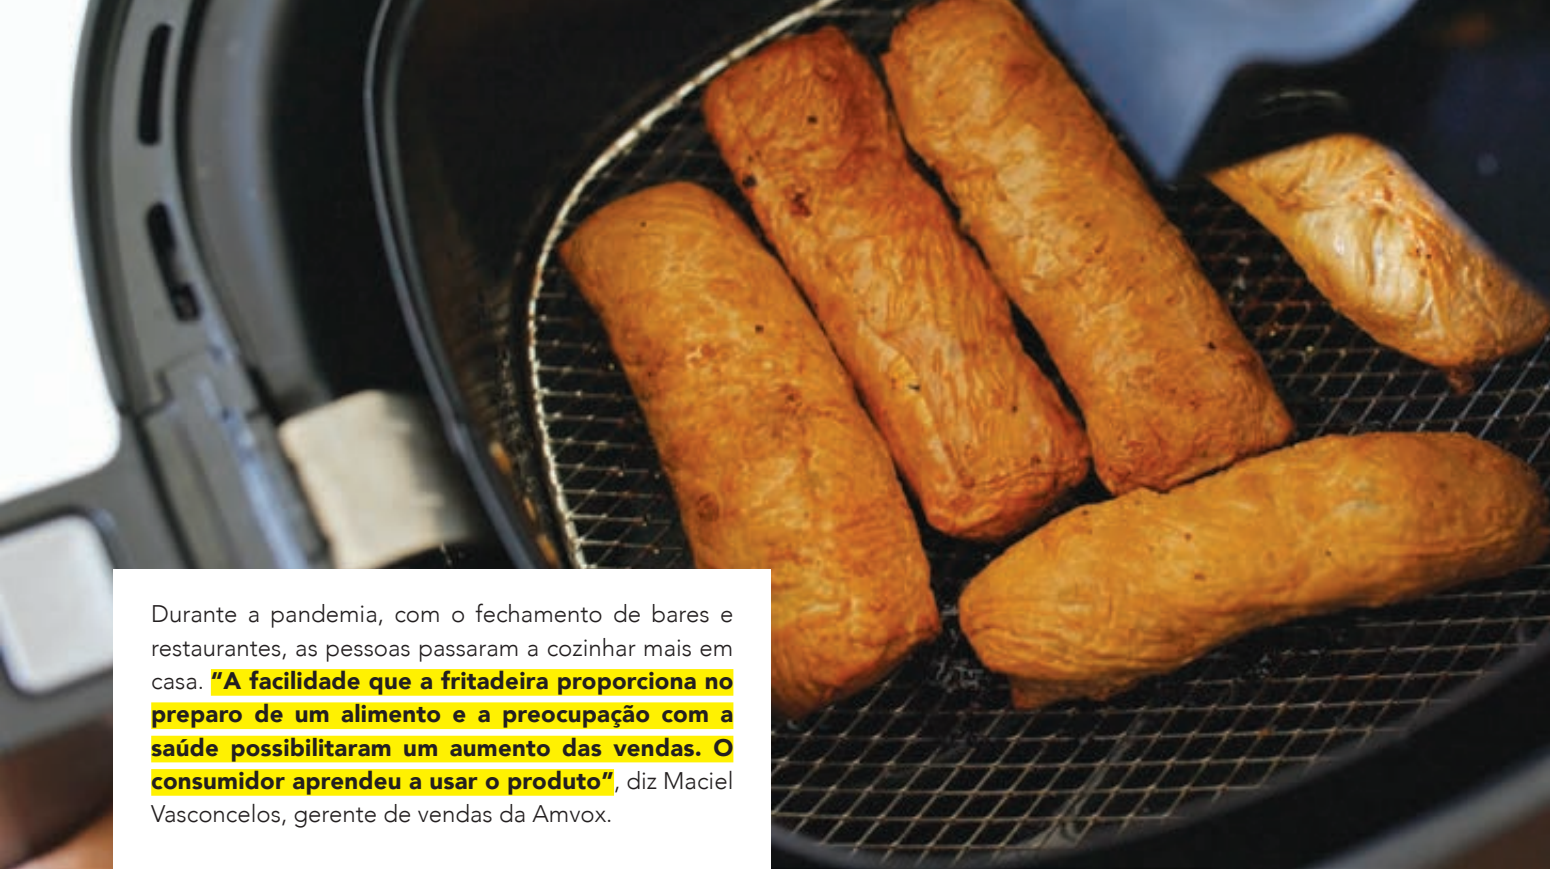 Durante a pandemia, com o fechamento de bares e
restaurantes, as pessoas passaram a cozinhar mais em
casa. "A facilidade que a fritadeira proporciona no
preparo de um alimento e a preocupação com a
saúde possibilitaram um aumento das vendas. O
consumidor aprendeu a usar o produto", diz Maciel
Vasconcelos, gerente de vendas da Amvox.